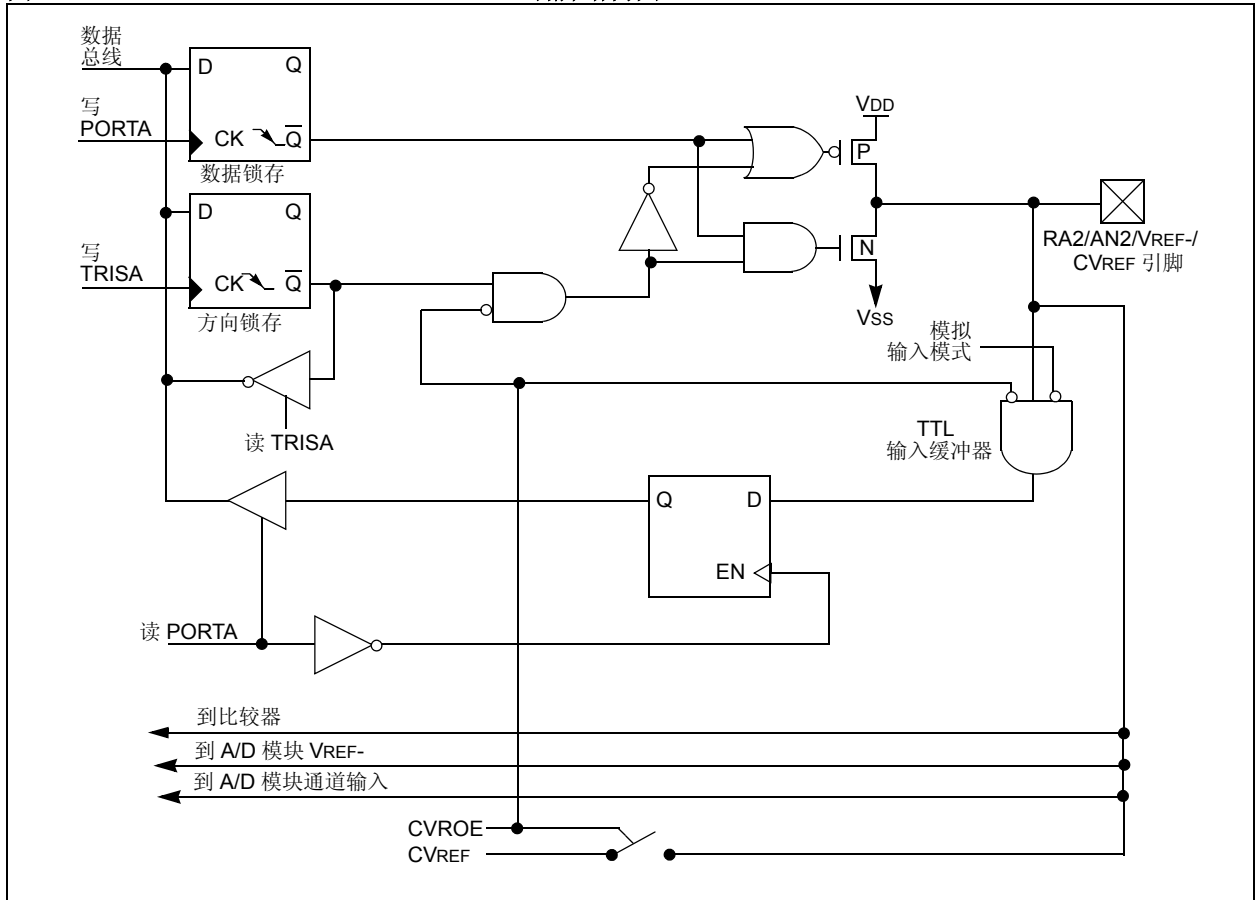 数据
总线
D
Q
写
PORTA
CK
Q
数据锁存
D
Q
写
TRISA
CK
Q
方向锁存
VDD
P
N
VSS
RA2/AN2/VREF-/
CVREF 引脚
模拟
输入模式
读 TRISA
TTL
输入缓冲器
Q
D
EN
读 PORTA
到比较器
到 A/D 模块 VREF-
到 A/D 模块通道输入
CVROE
CVREF